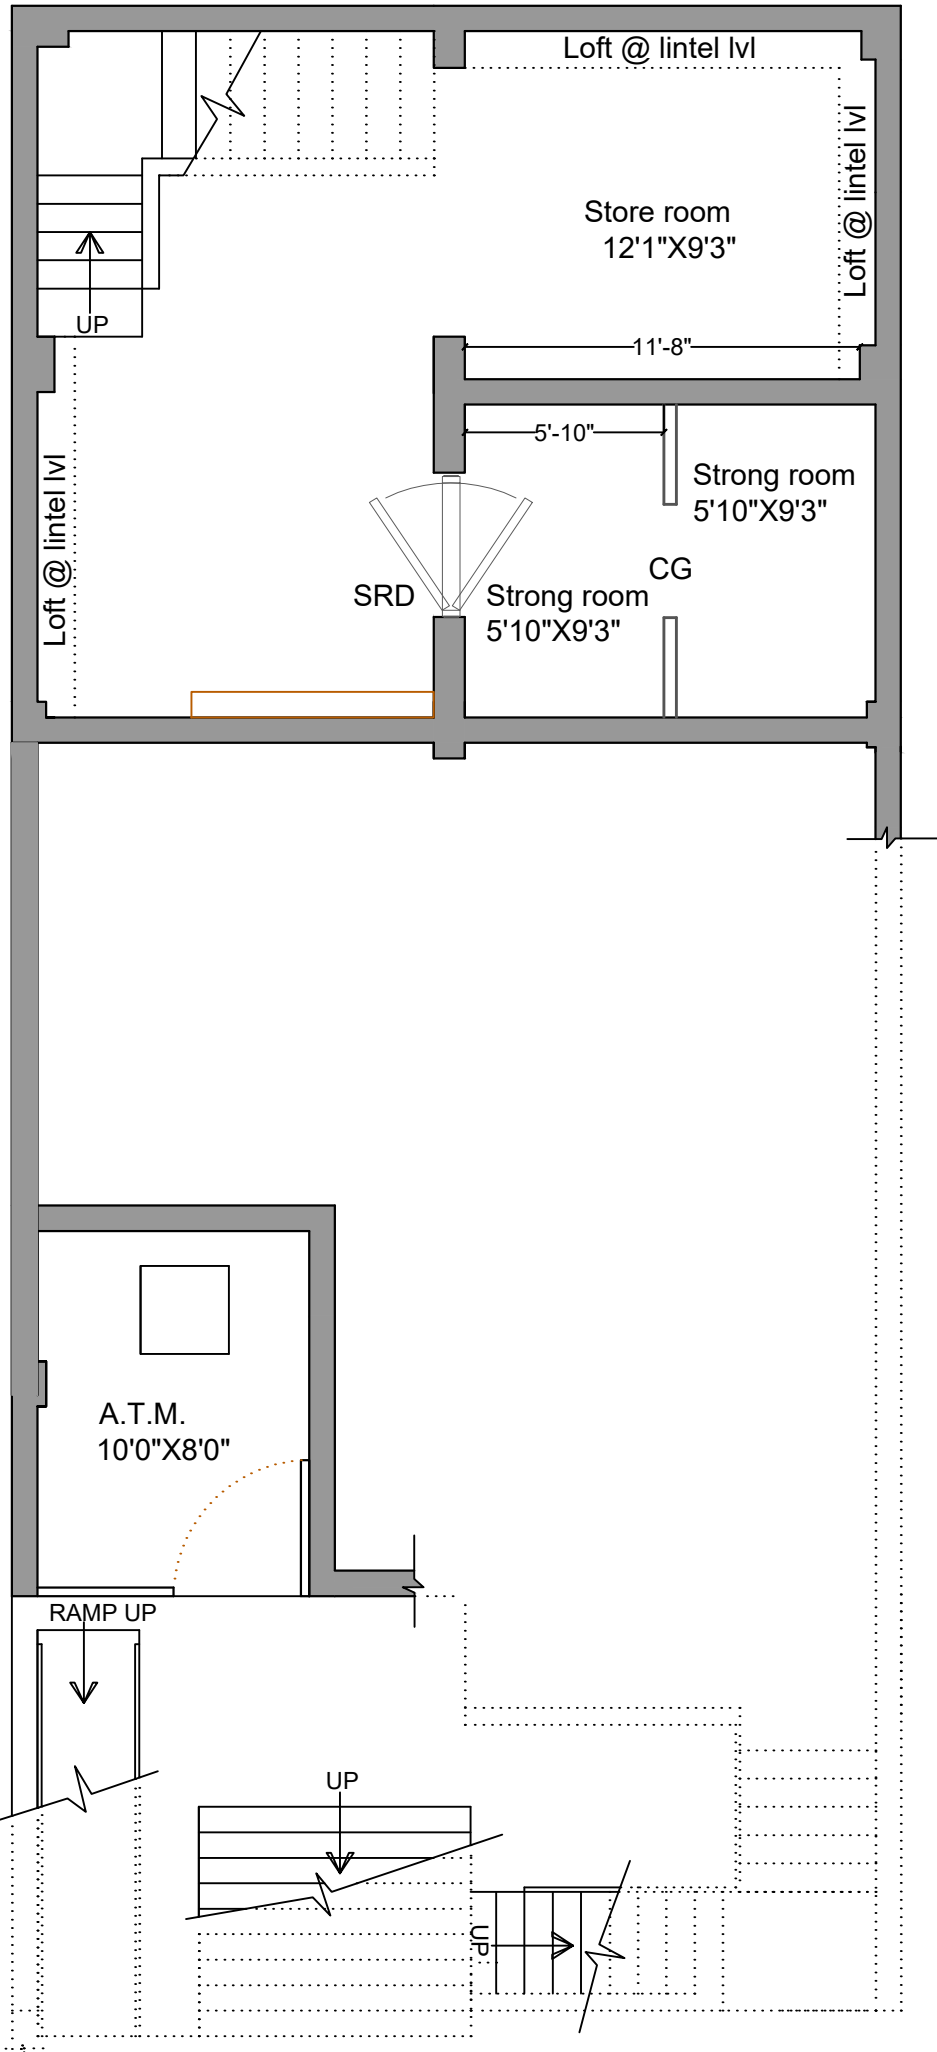 Loft @ lintel lvl
Loft @ lintel lvl
Store room
12'1"X9'3"
UP
11'-8"
5'-10"
Strong room
5'10"X9'3"
Loft @ lintel lvl
CG
SRD
Strong room
5'10"X9'3"
A.T.M.
10'0"X8'0"
RAMP UP
UP
UP